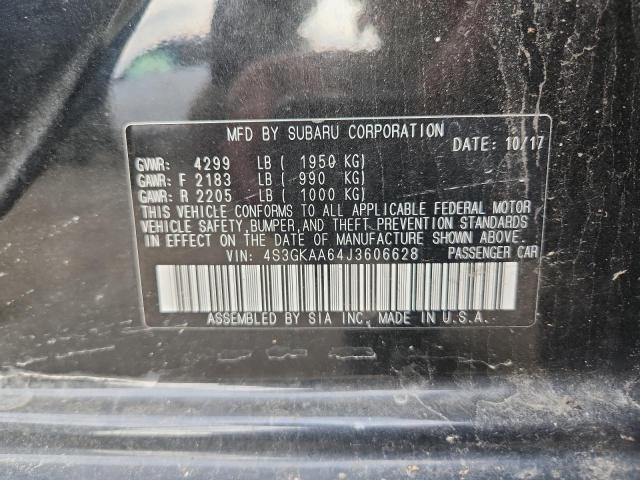 MFD BY SUBARU CORPORATION
DATE: 10/17
GVWR: 4299 LB ( 1950 KG)
GAWR: F 2183 LB ( 990 KG)
GAWR: R 2205 LB ( 1000 KG)
THIS VEHICLE CONFORMS TO ALL APPLICABLE FEDERAL MOTOR
VEHICLE SAFETY, BUMPER, AND THEFT PREVENTION STANDARDS
IN EFFECT ON THE DATE OF MANUFACTURE SHOWN ABOVE.
VIN: 4S3GKAA64J3606628 PASSENGER CAR
ASSEMBLED BY SIA INC. MADE IN U.S.A.